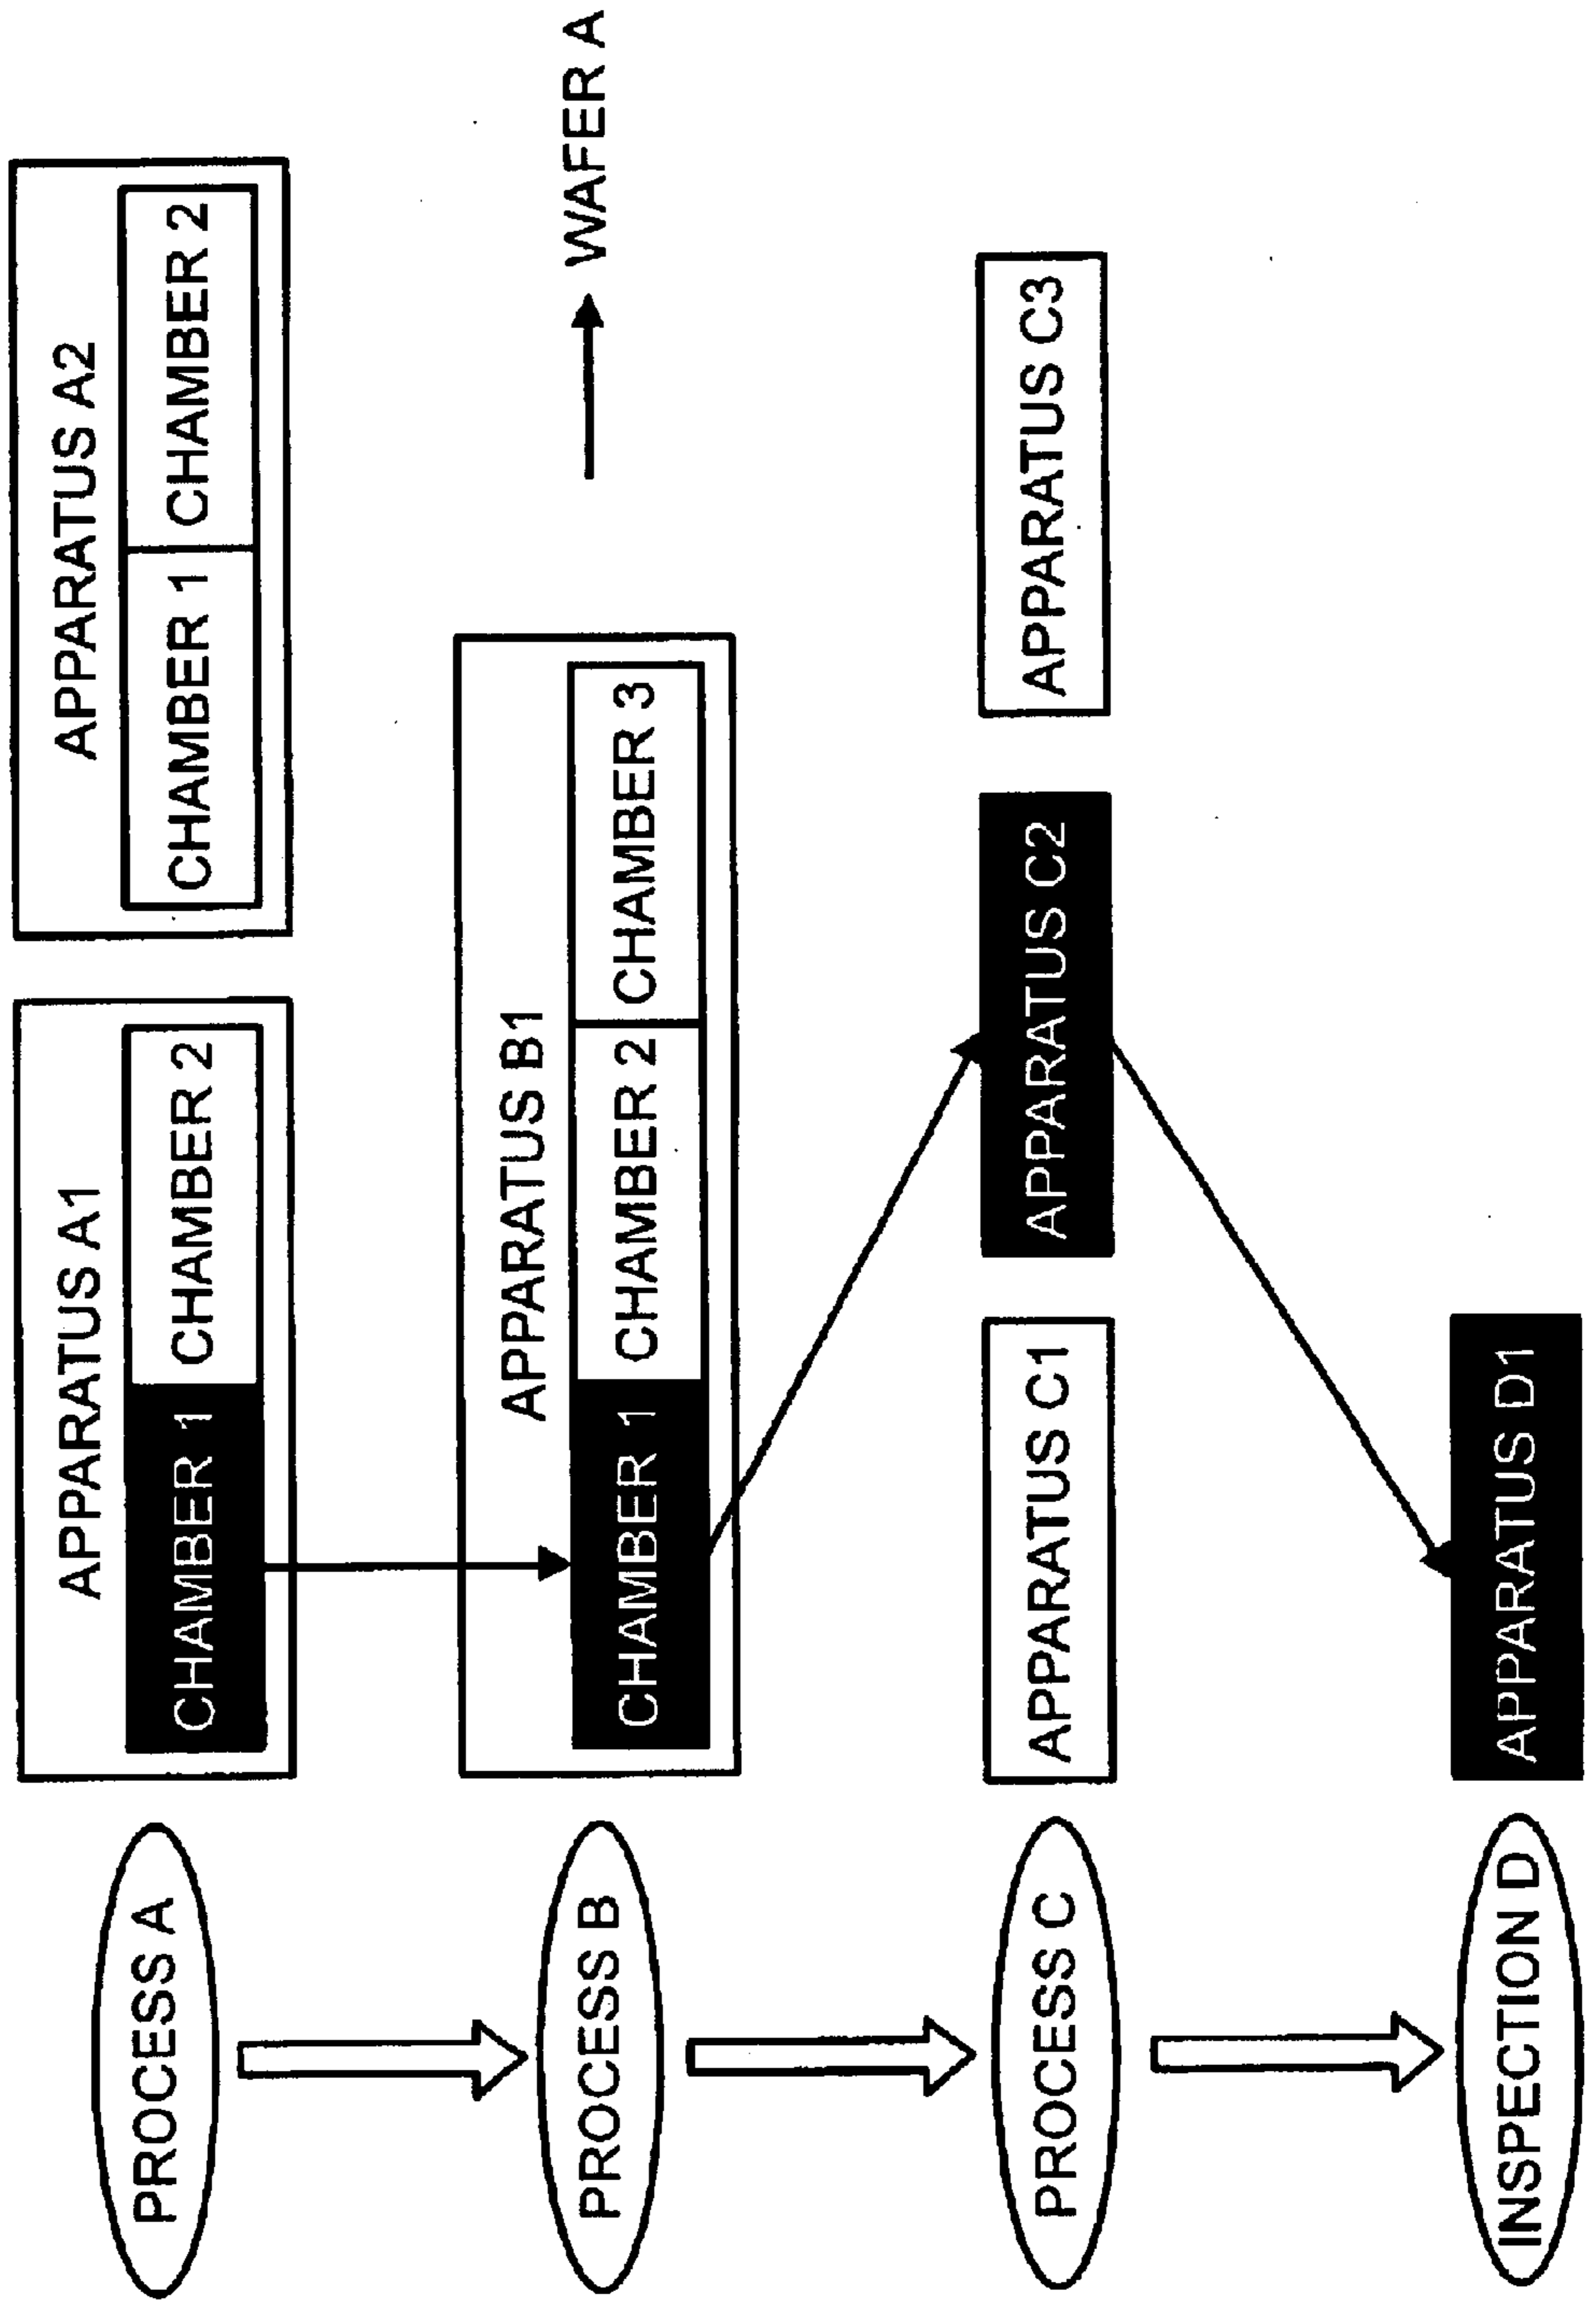 PROCESS A
APPARATUS A1
CHAMBER 1
CHAMBER 2
APPARATUS A2
CHAMBER 1
CHAMBER 2
PROCESS B
APPARATUS B1
CHAMBER 1
CHAMBER 2
CHAMBER 3
WAFER A
PROCESS C
APPARATUS C1
APPARATUS C2
APPARATUS C3
INSPECTION D
APPARATUS D1